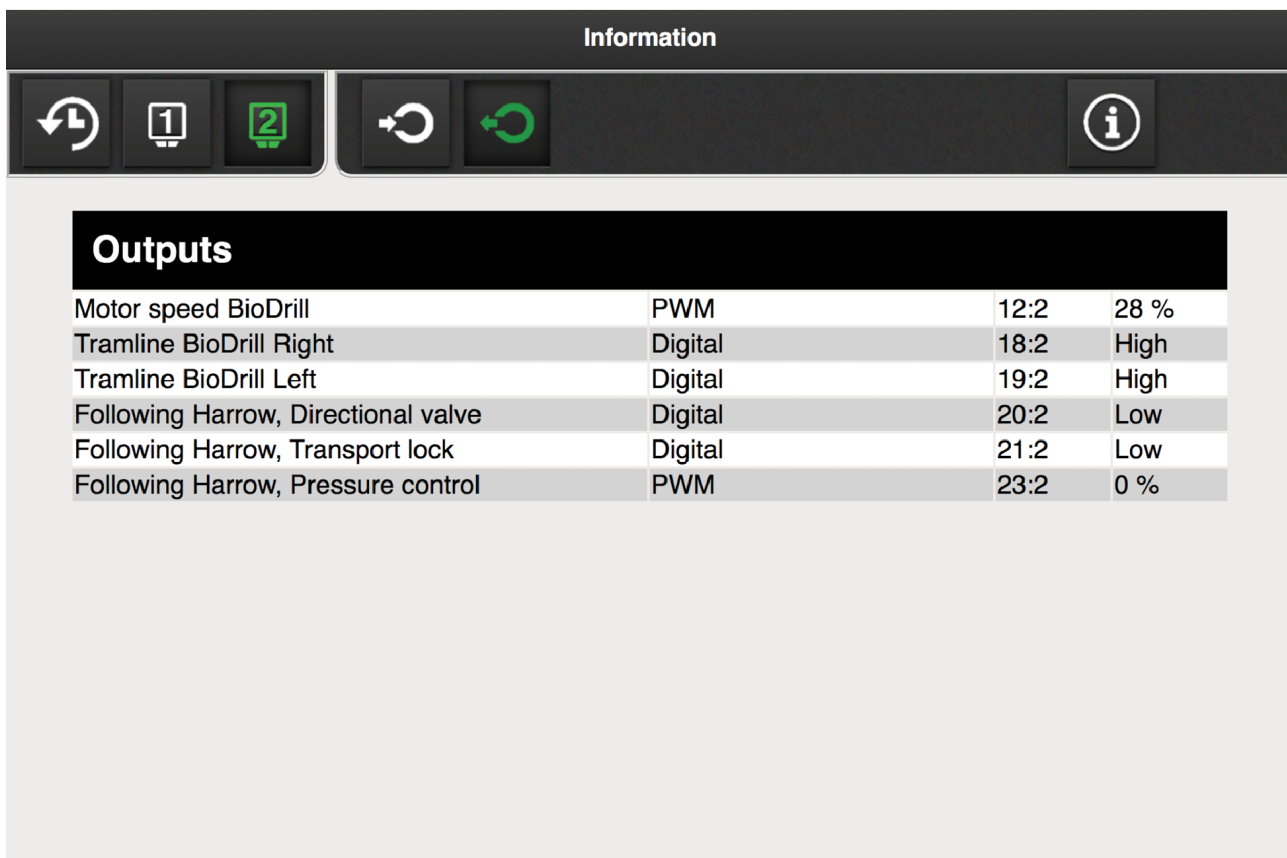 Information
1
2
Outputs
Motor speed BioDrill PWM 12:2 28 %
Tramline BioDrill Right Digital 18:2 High
Tramline BioDrill Left Digital 19:2 High
Following Harrow, Directional valve Digital 20:2 Low
Following Harrow, Transport lock Digital 21:2 Low
Following Harrow, Pressure control PWM 23:2 0 %